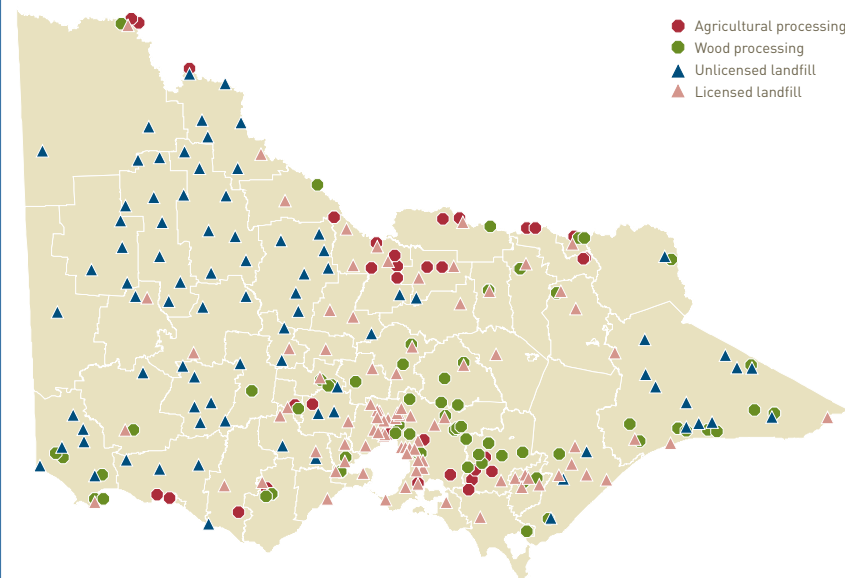 Agricultural processing
Wood processing
Unlicensed landfill
Licensed landfill